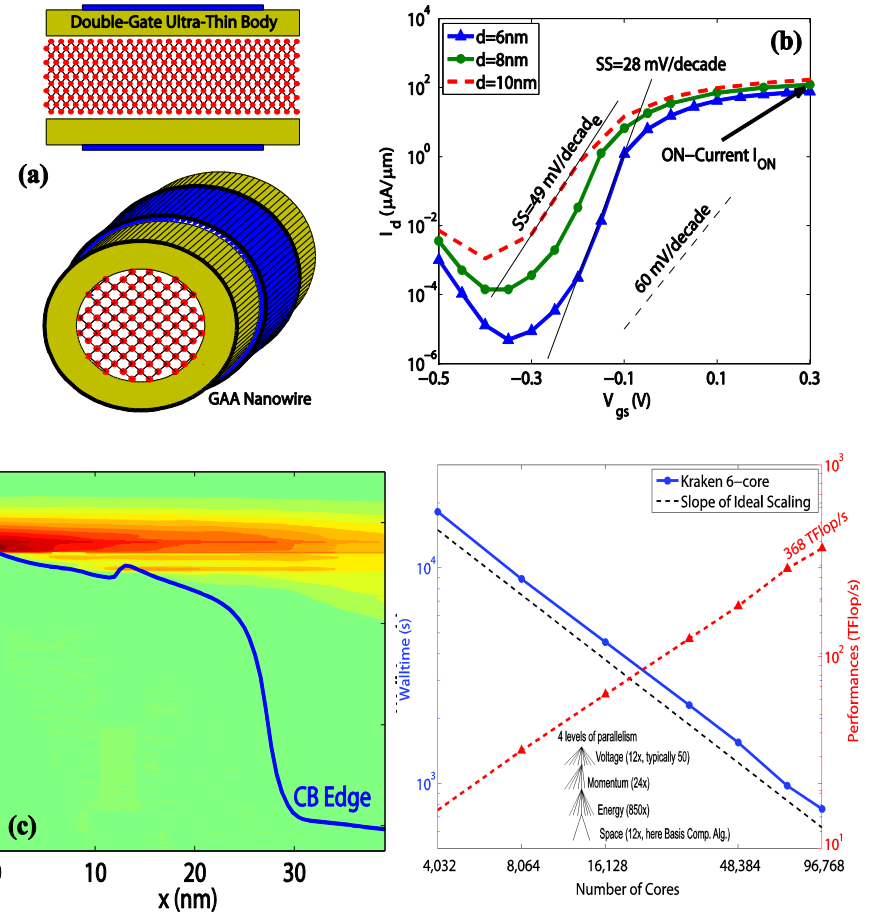 Double-Gate Ultra-Thin Body
(a)
GAA Nanowire
(b)
d=6nm
d=8nm
d=10nm
SS=28 mV/decade
SS=49 mV/decade
60 mV/decade
ON−Current I_ON
I_d (μA/μm)
10^2
10^0
10^−2
10^−4
10^−6
−0.5
−0.3
−0.1
0.1
0.3
V_gs (V)
CB Edge
(c)
0
10
20
30
x (nm)
Kraken 6−core
Slope of Ideal Scaling
368 TFlop/s
Walltime (s)
10^4
10^3
Performances (TFlop/s)
10^3
10^2
10^1
4 levels of parallelism
Voltage (12x, typically 50)
Momentum (24x)
Energy (850x)
Space (12x, here Basis Comp. Alg.)
4,032
8,064
16,128
48,384
96,768
Number of Cores